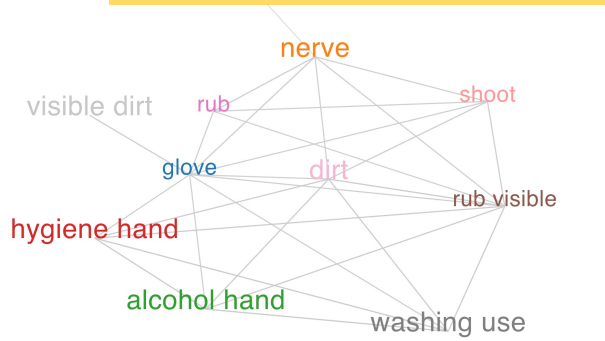 nerve
shoot
visible dirt
rub
glove
dirt
rub visible
hygiene hand
alcohol hand
washing use